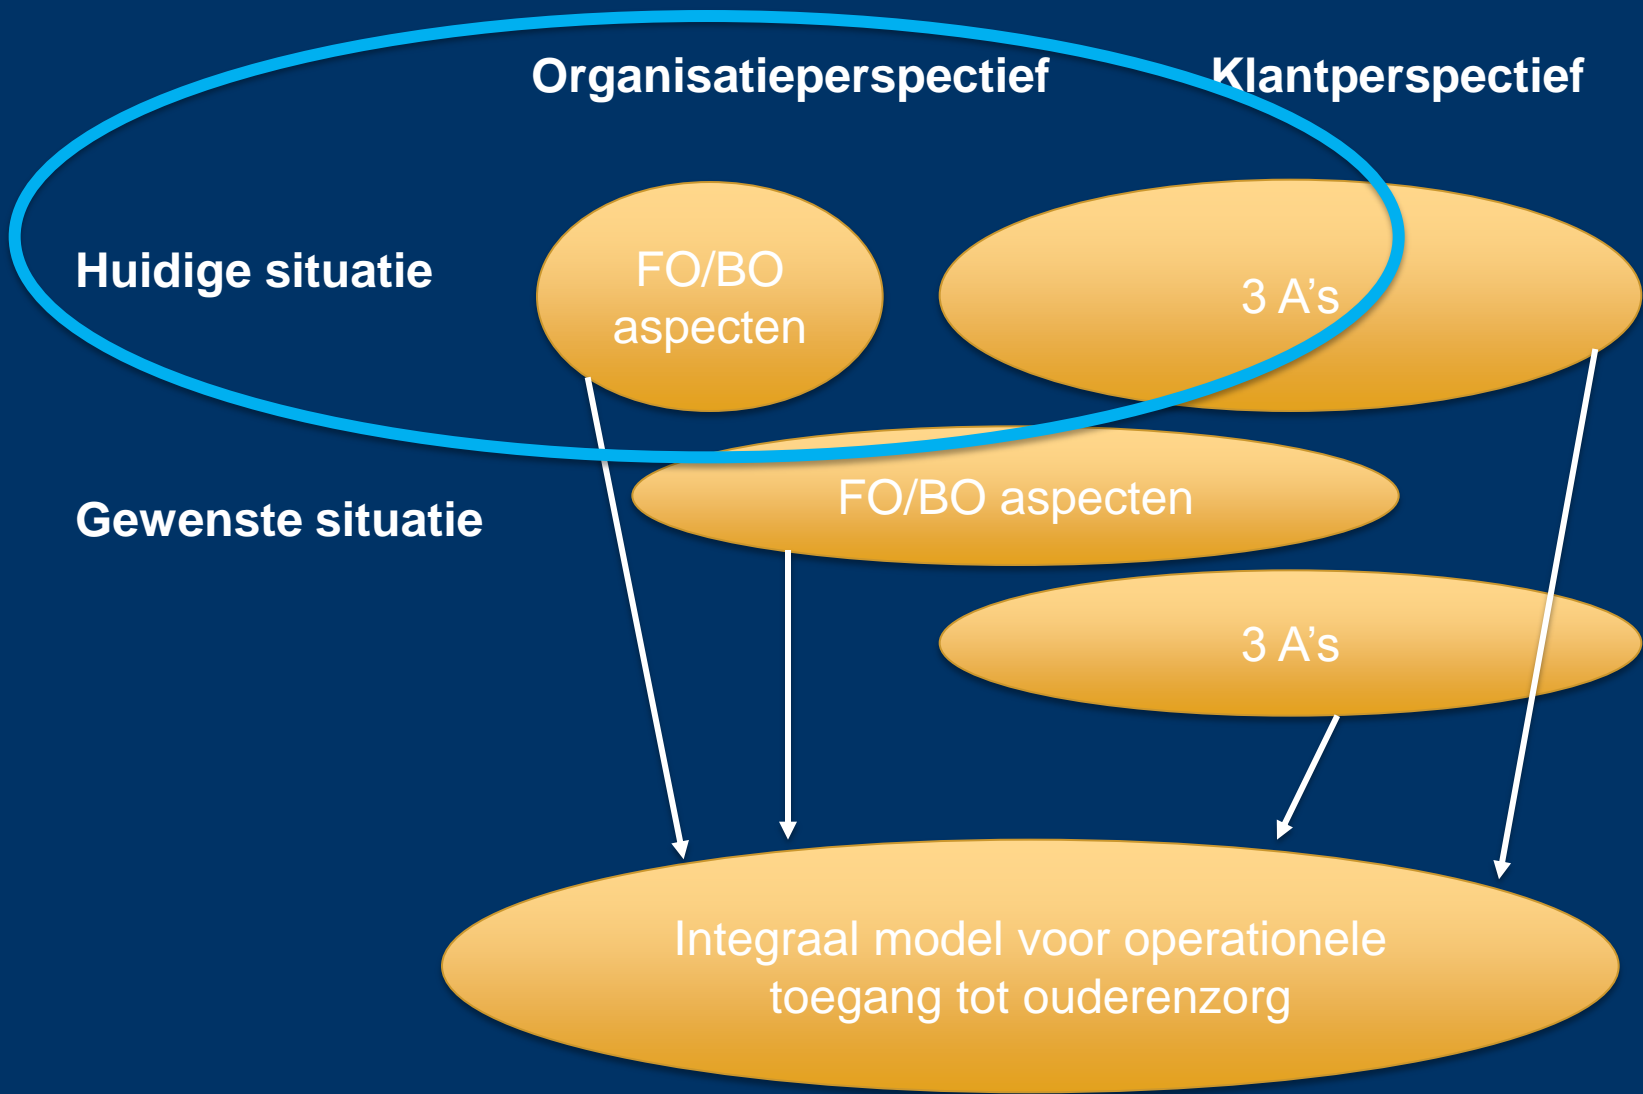 Organisatieperspectief
Klantperspectief
Huidige situatie
FO/BO
aspecten
3 A’s
Gewenste situatie
FO/BO aspecten
3 A’s
Integraal model voor operationele
toegang tot ouderenzorg